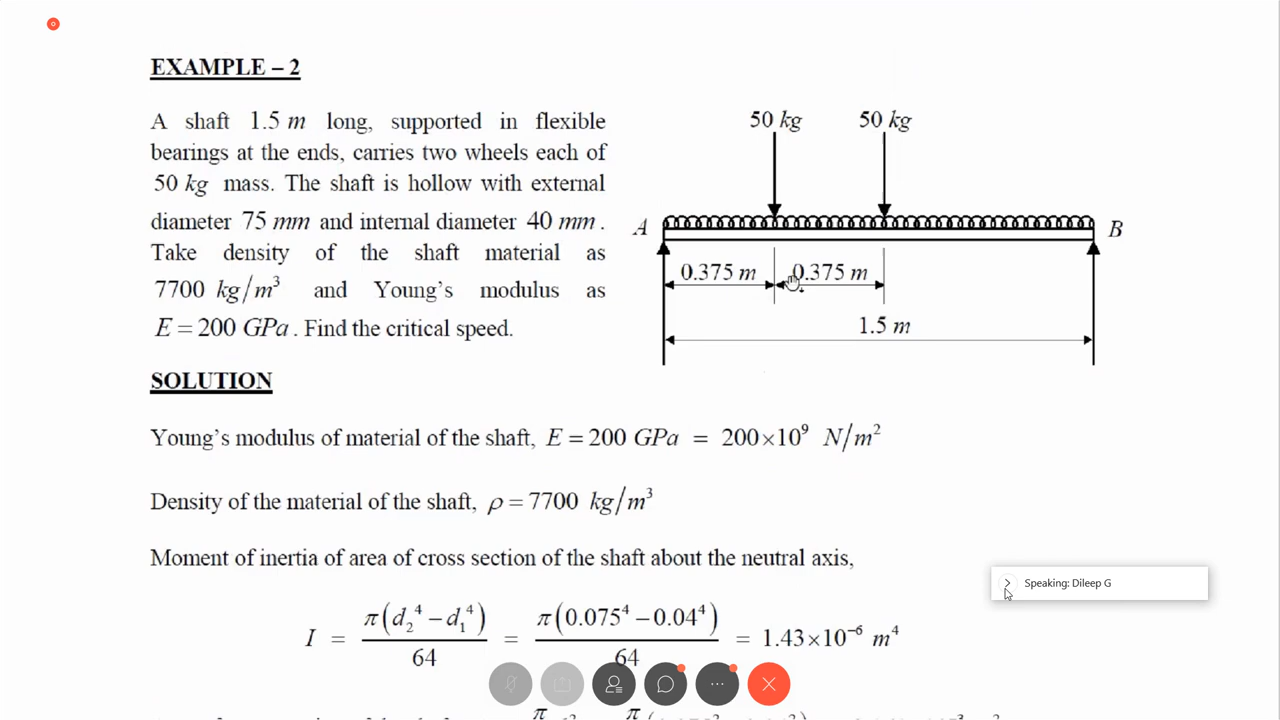 EXAMPLE – 2
A shaft 1.5 m long, supported in flexible
bearings at the ends, carries two wheels each of
50 kg mass. The shaft is hollow with external
diameter 75 mm and internal diameter 40 mm.
Take density of the shaft material as
7700 kg/m³ and Young's modulus as
E = 200 GPa. Find the critical speed.
50 kg 50 kg
A B
0.375 m 0.375 m
1.5 m
SOLUTION
Young's modulus of material of the shaft, E = 200 GPa = 200×10⁹ N/m²
Density of the material of the shaft, ρ = 7700 kg/m³
Moment of inertia of area of cross section of the shaft about the neutral axis,
I = π(d₂⁴ − d₁⁴)/64 = π(0.075⁴ − 0.04⁴)/64 = 1.43×10⁻⁶ m⁴
Speaking: Dileep G